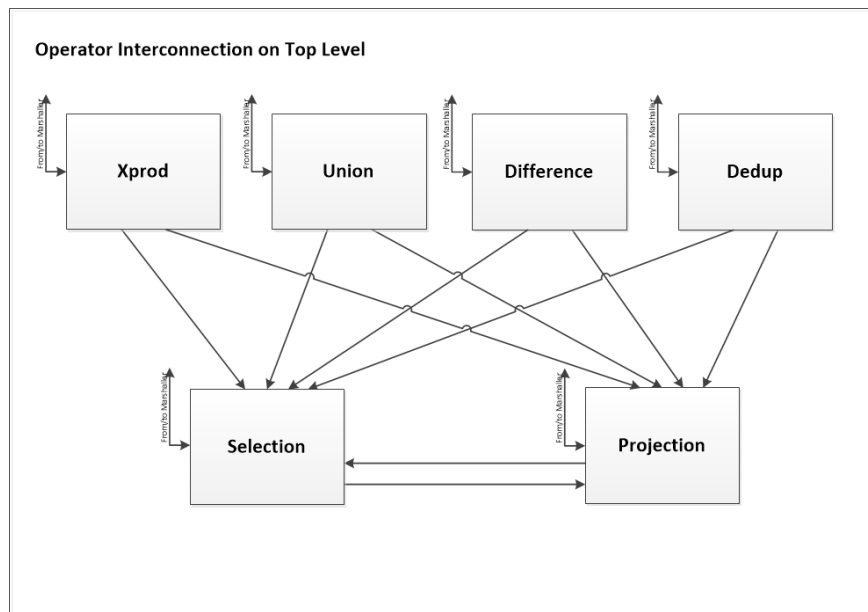 Operator Interconnection on Top Level
From/to Marshaller
Xprod
From/to Marshaller
Union
From/to Marshaller
Difference
From/to Marshaller
Dedup
From/to Marshaller
Selection
From/to Marshaller
Projection